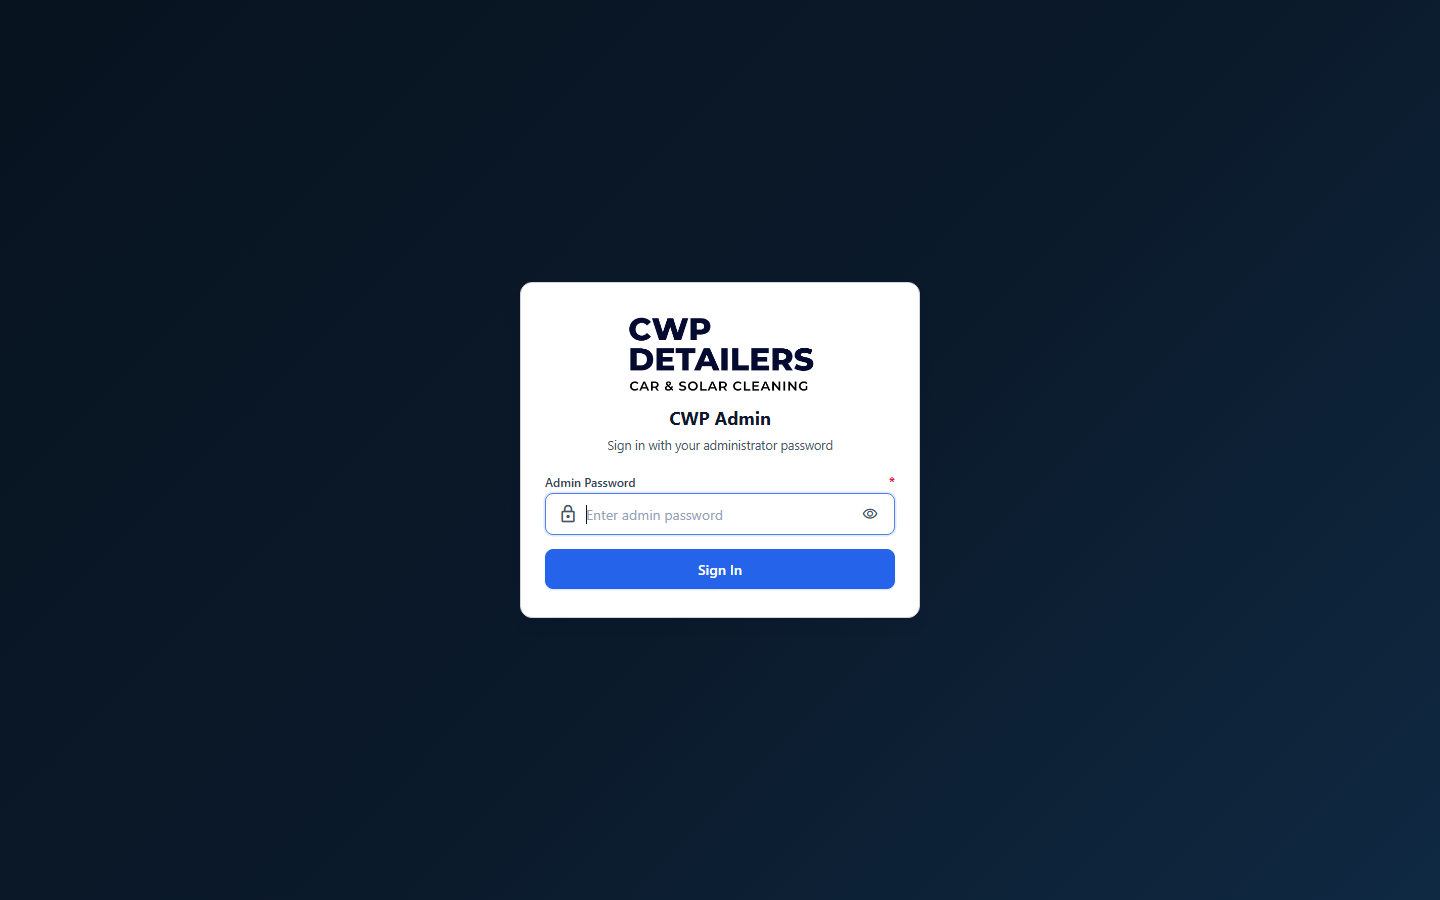 CWP
DETAILERS
CAR & SOLAR CLEANING
CWP Admin
Sign in with your administrator password
Admin Password *
Enter admin password
Sign In